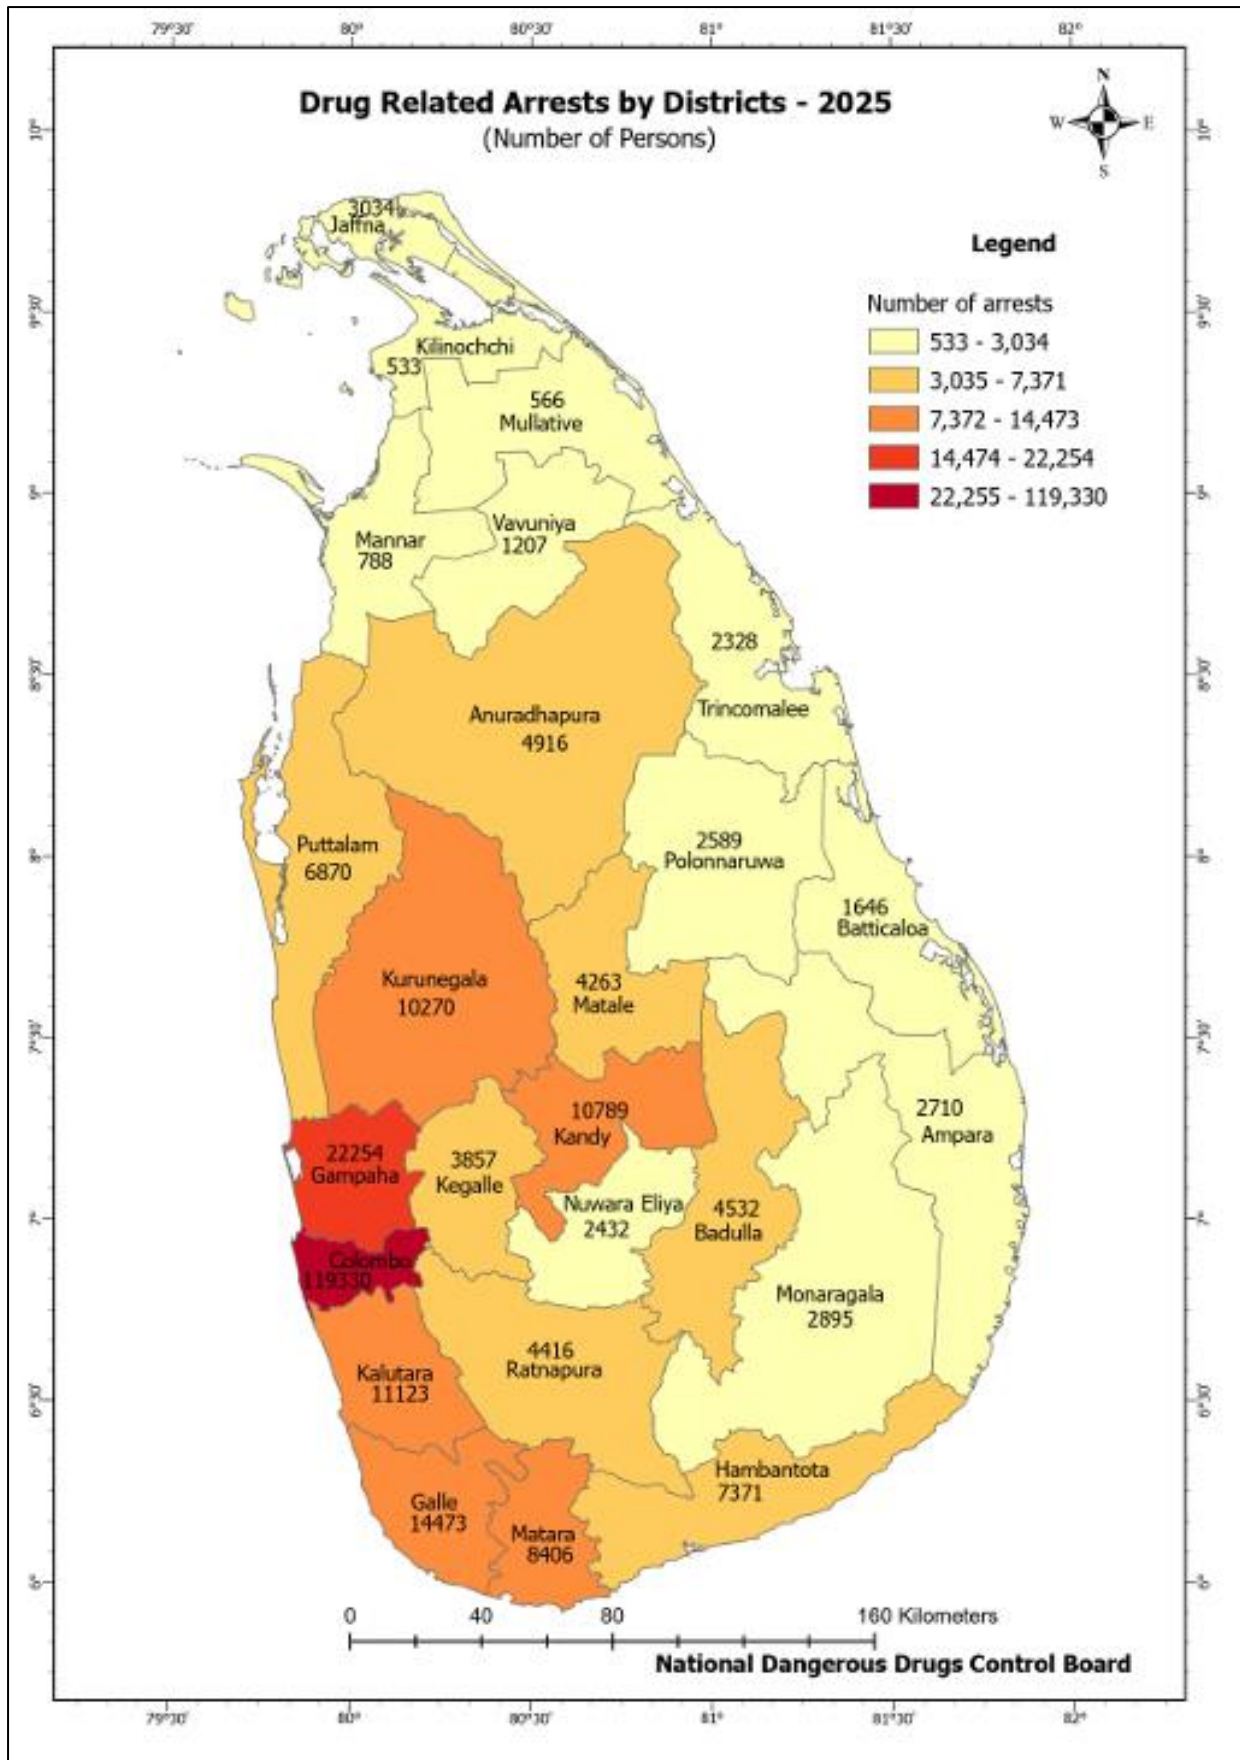 79°30'
80°
80°30'
81°
81°30'
82°
Drug Related Arrests by Districts - 2025
(Number of Persons)
N
W
E
S
10°
10°
3034
Jaffna
Legend
Number of arrests
533 - 3,034
3,035 - 7,371
7,372 - 14,473
14,474 - 22,254
22,255 - 119,330
9°30'
9°30'
Kilinochchi
533
566
Mullative
9°
9°
Vavuniya
1207
Mannar
788
2328
Trincomalee
8°30'
8°30'
Anuradhapura
4916
Puttalam
6870
2589
Polonnaruwa
8°
8°
1646
Batticaloa
Kurunegala
10270
4263
Matale
7°30'
7°30'
10789
Kandy
2710
Ampara
22254
Gampaha
3857
Kegalle
Nuwara Eliya
2432
4532
Badulla
7°
7°
Colombo
119330
Monaragala
2895
4416
Ratnapura
Kalutara
11123
6°30'
6°30'
Hambantota
7371
Galle
14473
Matara
8406
6°
6°
0
40
80
160 Kilometers
National Dangerous Drugs Control Board
79°30'
80°
80°30'
81°
81°30'
82°